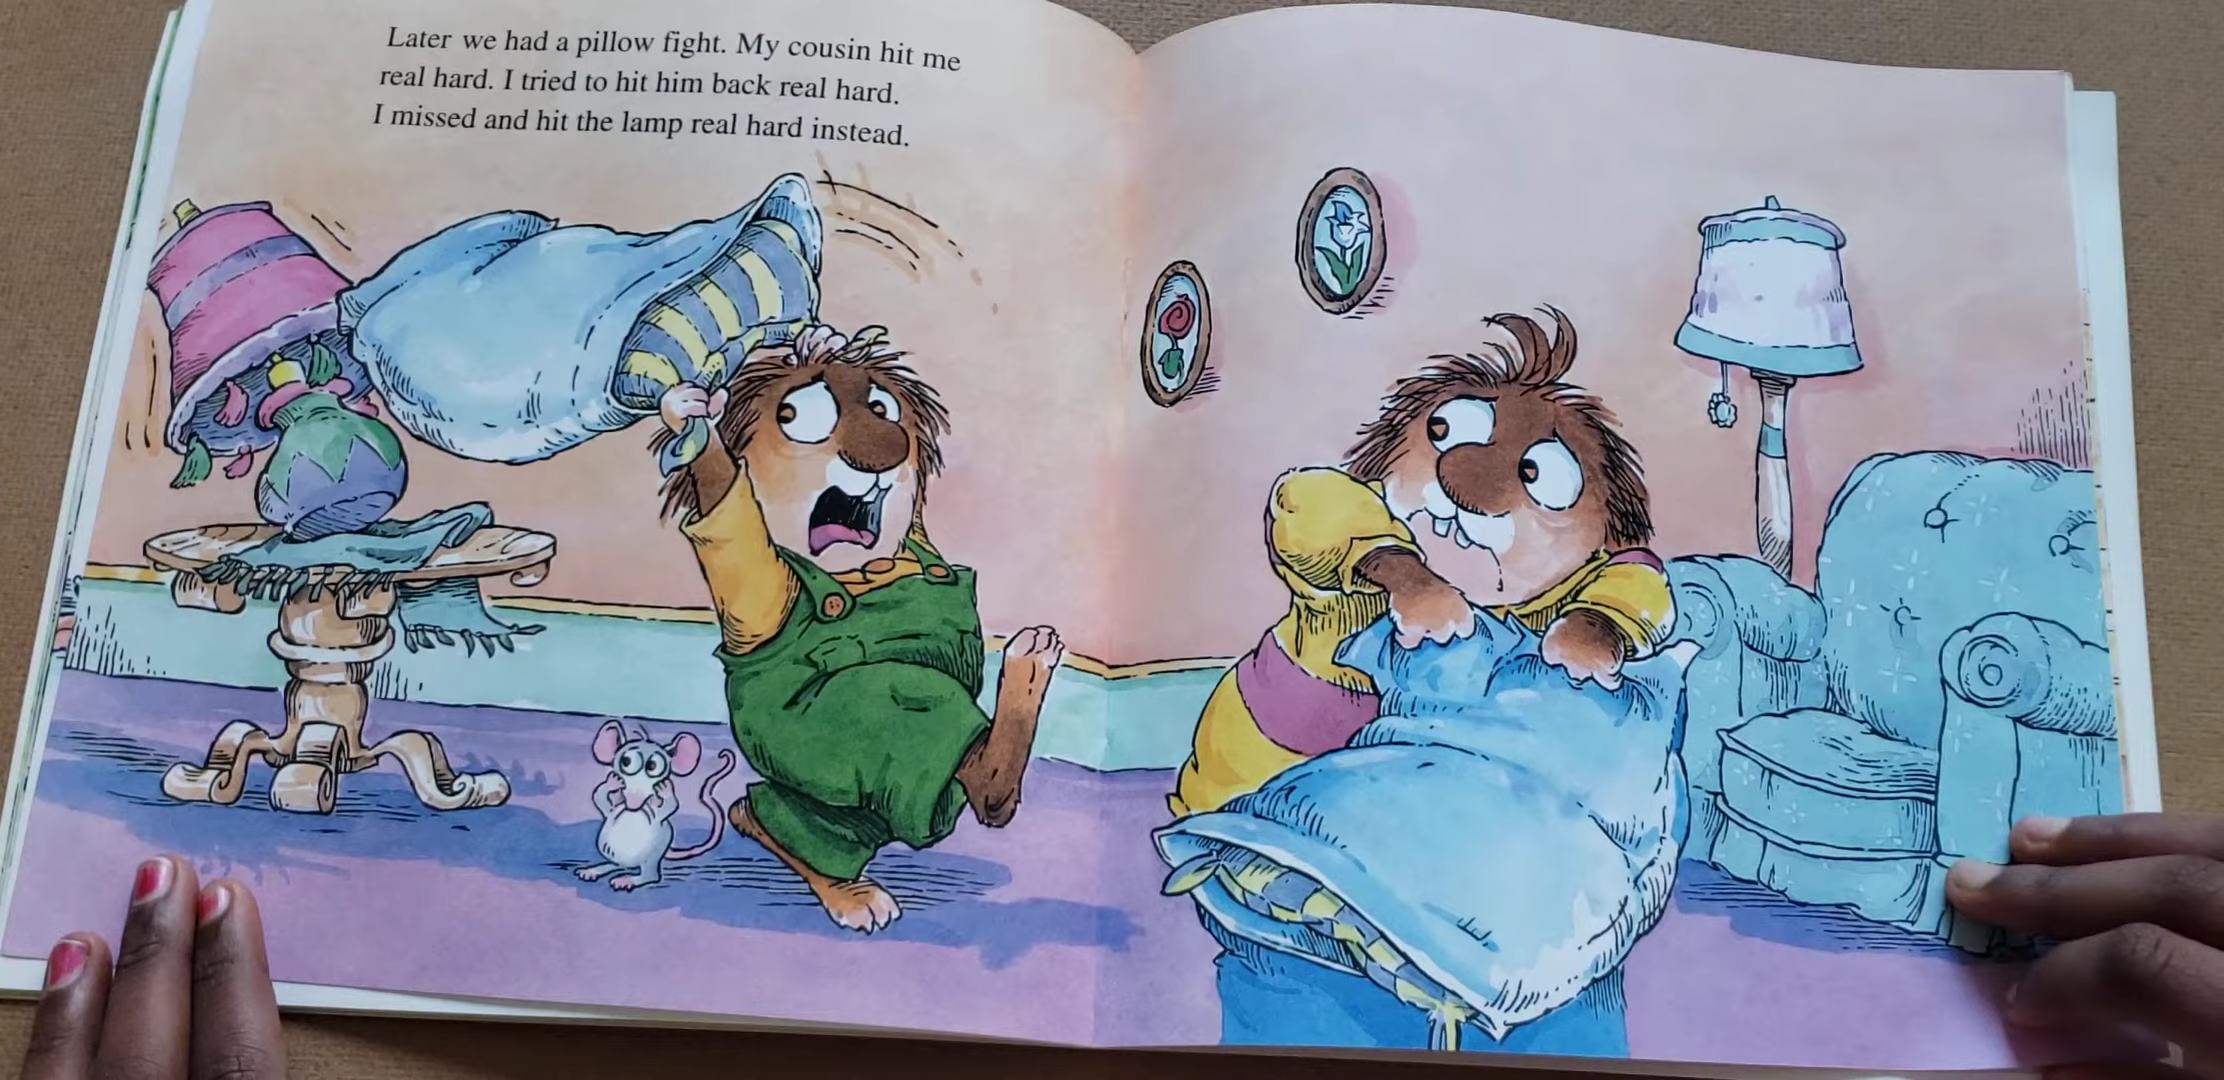 Later we had a pillow fight. My cousin hit me
real hard. I tried to hit him back real hard.
I missed and hit the lamp real hard instead.